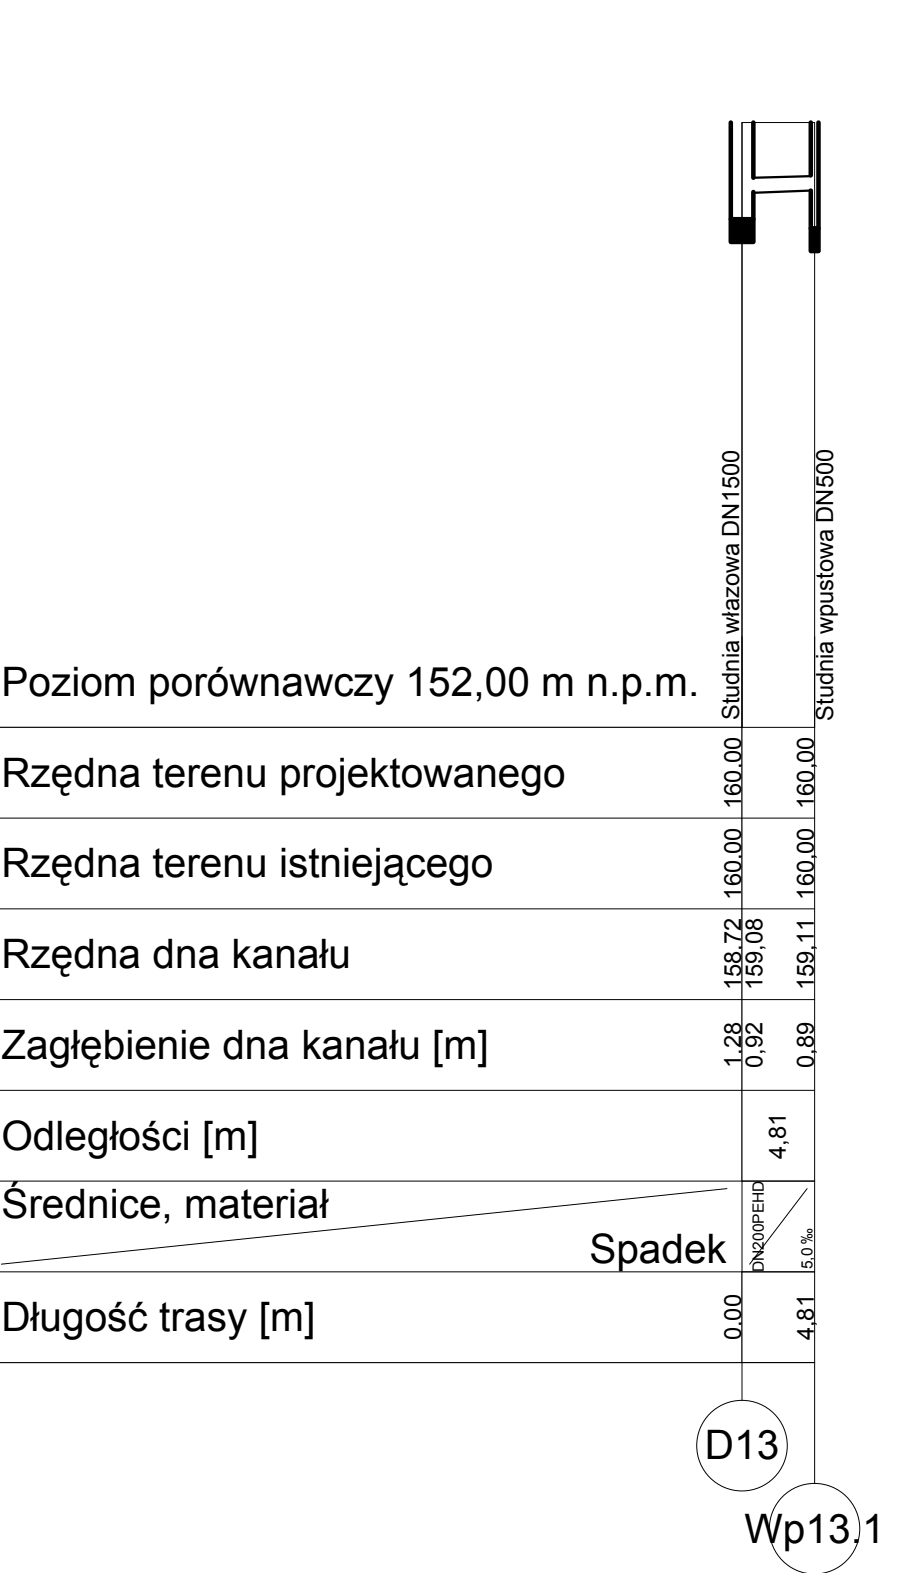 Studnia włazowa DN1500
Studnia wpustowa DN500
Poziom porównawczy 152,00 m n.p.m.
Rzędna terenu projektowanego
160.00
160,00
Rzędna terenu istniejącego
160.00
160,00
Rzędna dna kanału
158.72
159,08
159,11
Zagłębienie dna kanału [m]
1.28
0,92
0,89
Odległości [m]
4,81
Średnice, materiał
Spadek
DN200PEHD
5,0 ‰
Długość trasy [m]
0.00
4,81
D13
Wp13.1